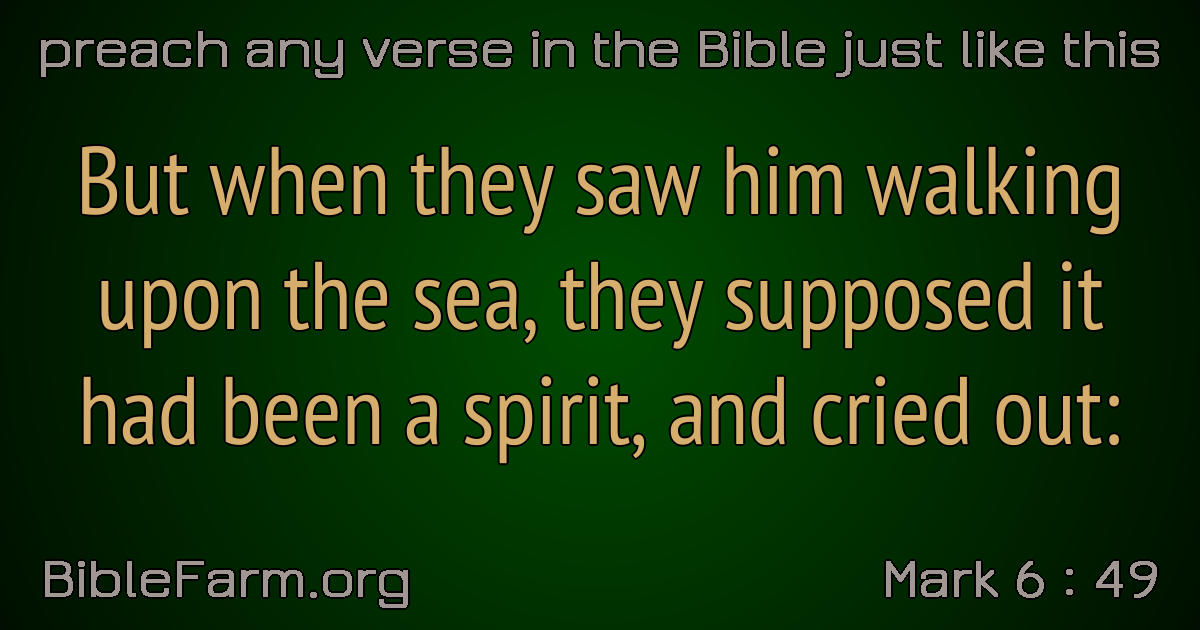 preach any verse in the Bible just like this
But when they saw him walking
upon the sea, they supposed it
had been a spirit, and cried out:
BibleFarm.org
Mark 6 : 49